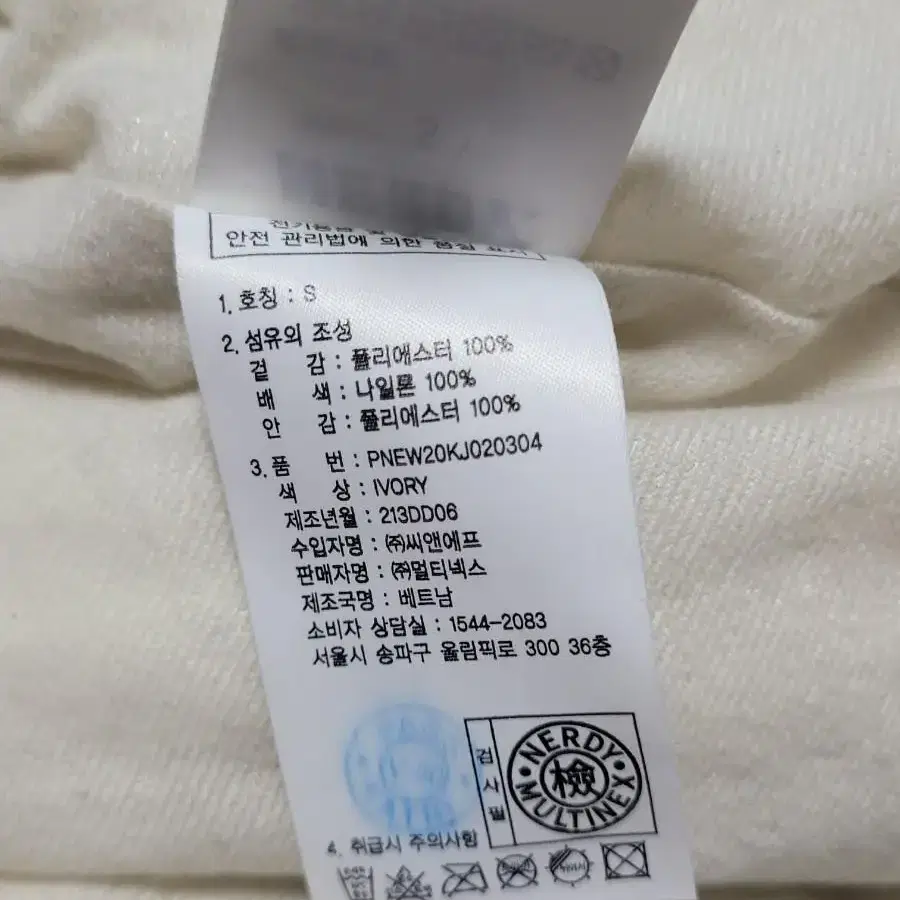 안전 관리법에 의한 품질 표시
1. 호칭 : S
2. 섬유의 조성
겉 감 : 폴리에스터 100%
배 색 : 나일론 100%
안 감 : 폴리에스터 100%
3. 품 번 : PNEW20KJ020304
색 상 : IVORY
제조년월 : 213DD06
수입자명 : ㈜씨앤에프
판매자명 : ㈜멀티넥스
제조국명 : 베트남
소비자 상담실 : 1544-2083
서울시 송파구 올림픽로 300 36층
검사필
NERDY
檢
MULTINEX
4. 취급시 주의사항